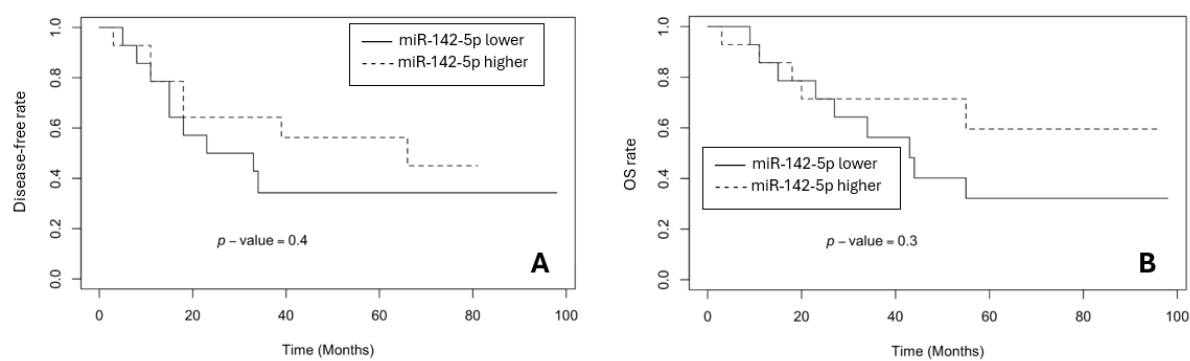 Disease-free rate
1.0
0.8
0.6
0.4
0.2
0.0
miR-142-5p lower
miR-142-5p higher
p – value = 0.4
A
0 20 40 60 80 100
Time (Months)
OS rate
1.0
0.8
0.6
0.4
0.2
0.0
miR-142-5p lower
miR-142-5p higher
p – value = 0.3
B
0 20 40 60 80 100
Time (Months)